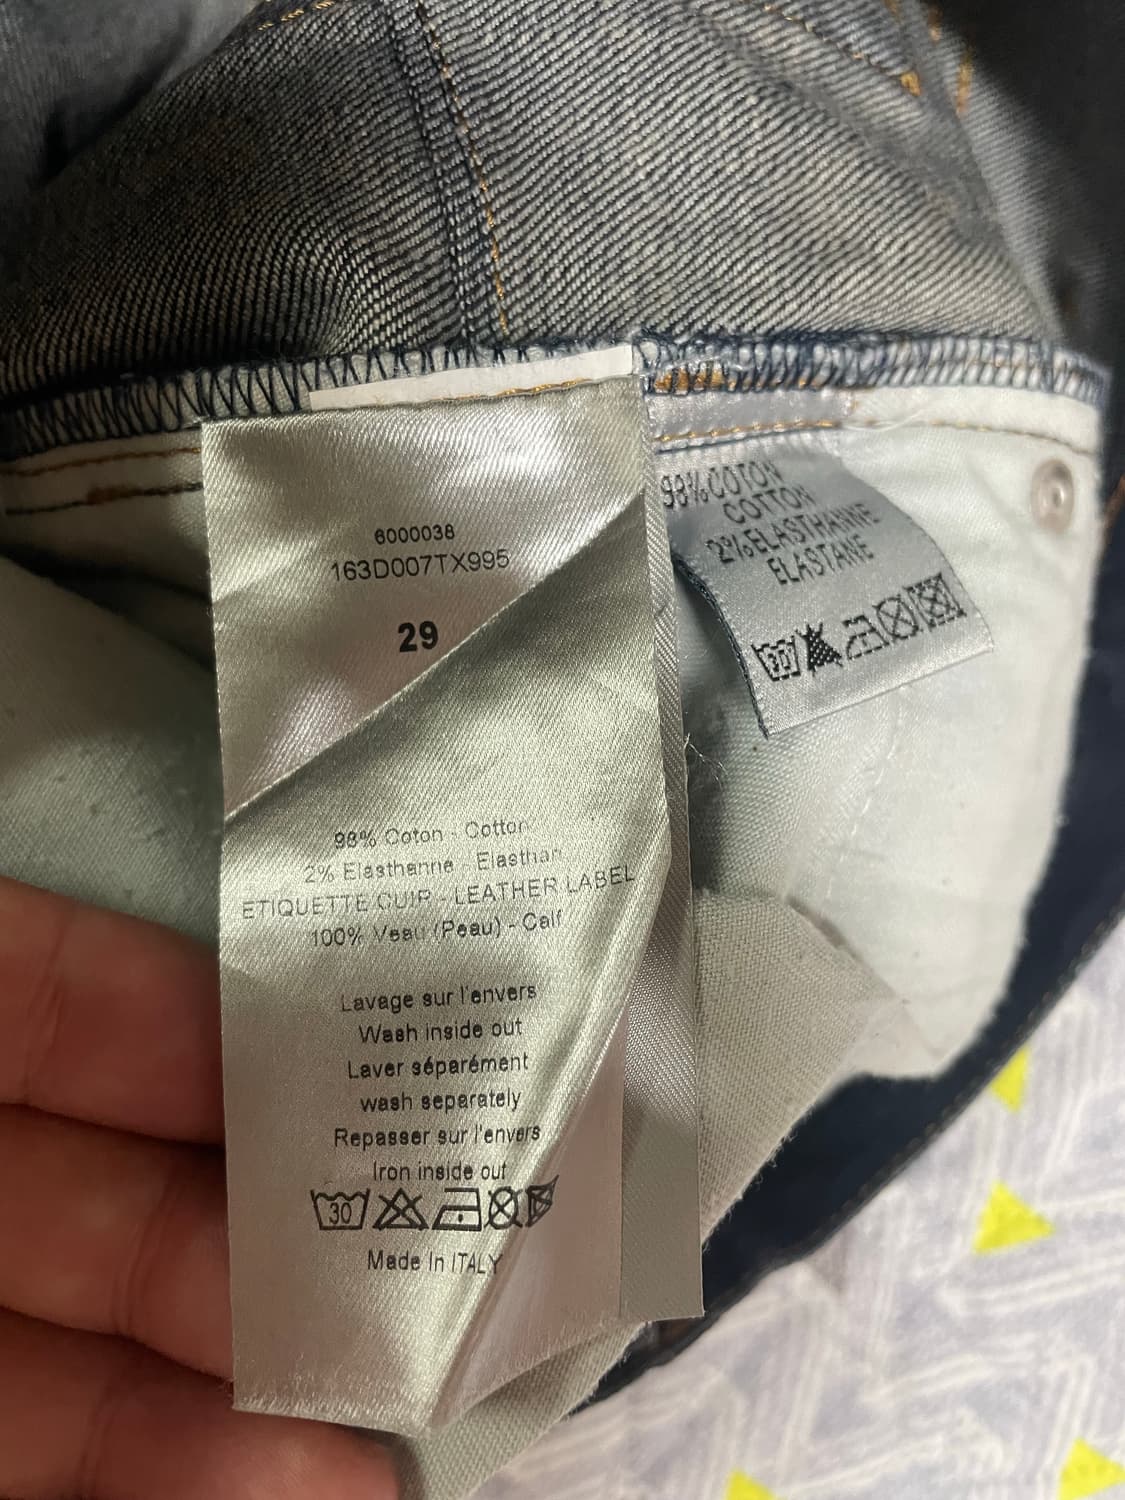 6000038
163D007TX995
29
98% Coton - Cotton
2% Elasthanne - Elasthan
ETIQUETTE CUIR - LEATHER LABEL
100% Veau (Peau) - Calf
Lavage sur l'envers
Wash inside out
Laver séparément
wash separately
Repasser sur l'envers
Iron inside out
30
Made In ITALY
98% COTON
COTTON
2% ELASTHANNE
ELASTANE
30